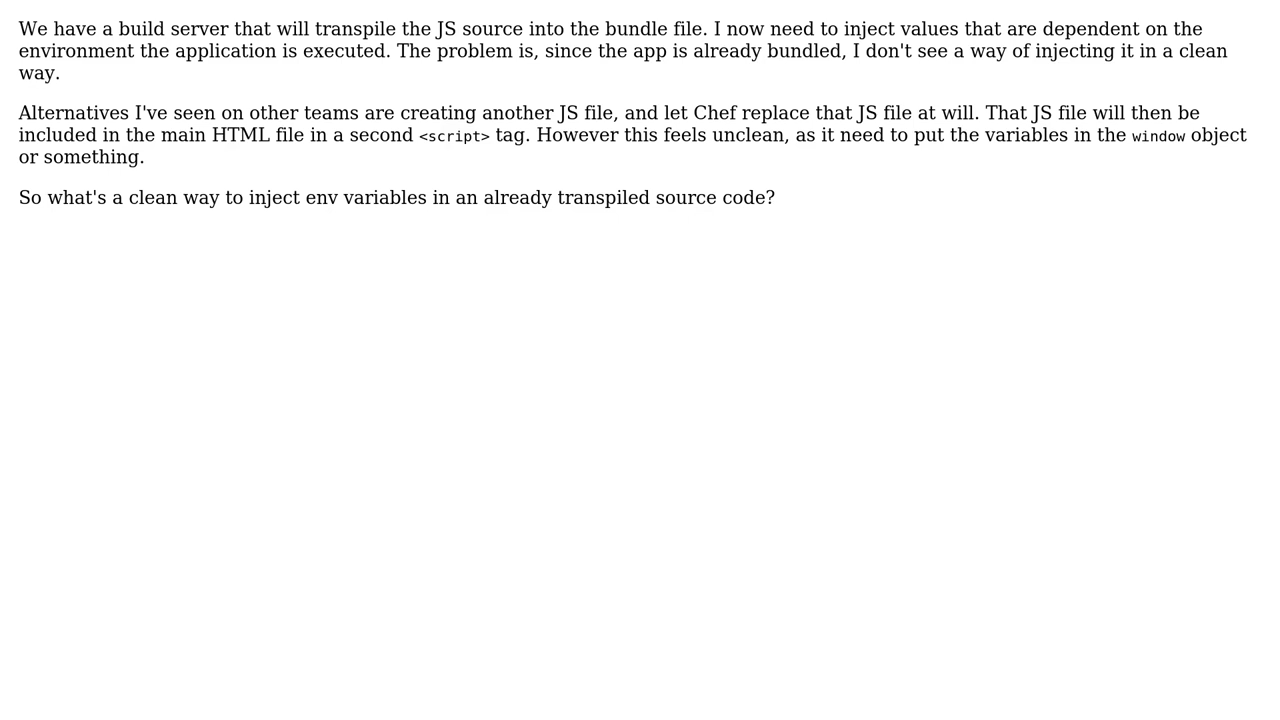 We have a build server that will transpile the JS source into the bundle file. I now need to inject values that are dependent on the
environment the application is executed. The problem is, since the app is already bundled, I don't see a way of injecting it in a clean
way.
Alternatives I've seen on other teams are creating another JS file, and let Chef replace that JS file at will. That JS file will then be
included in the main HTML file in a second <script> tag. However this feels unclean, as it need to put the variables in the window object
or something.
So what's a clean way to inject env variables in an already transpiled source code?